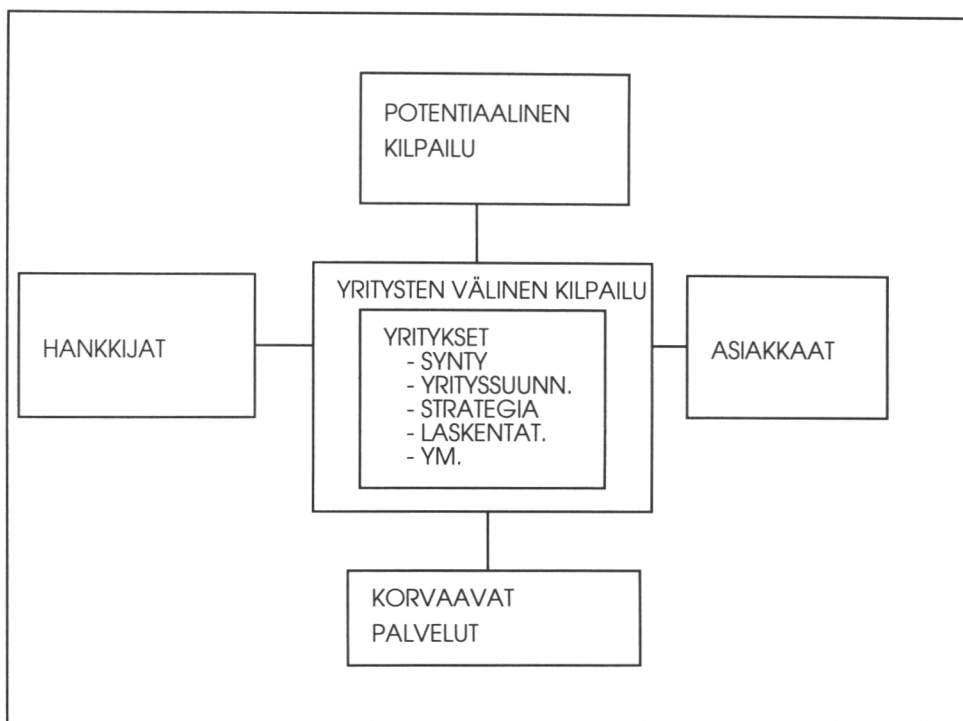 POTENTIAALINEN
KILPAILU
YRITYSTEN VÄLINEN KILPAILU
HANKKIJAT
YRITYKSET
- SYNTY
- YRITYSSUUNN.
- STRATEGIA
- LASKENTAT.
- YM.
ASIAKKAAT
KORVAAVAT
PALVELUT